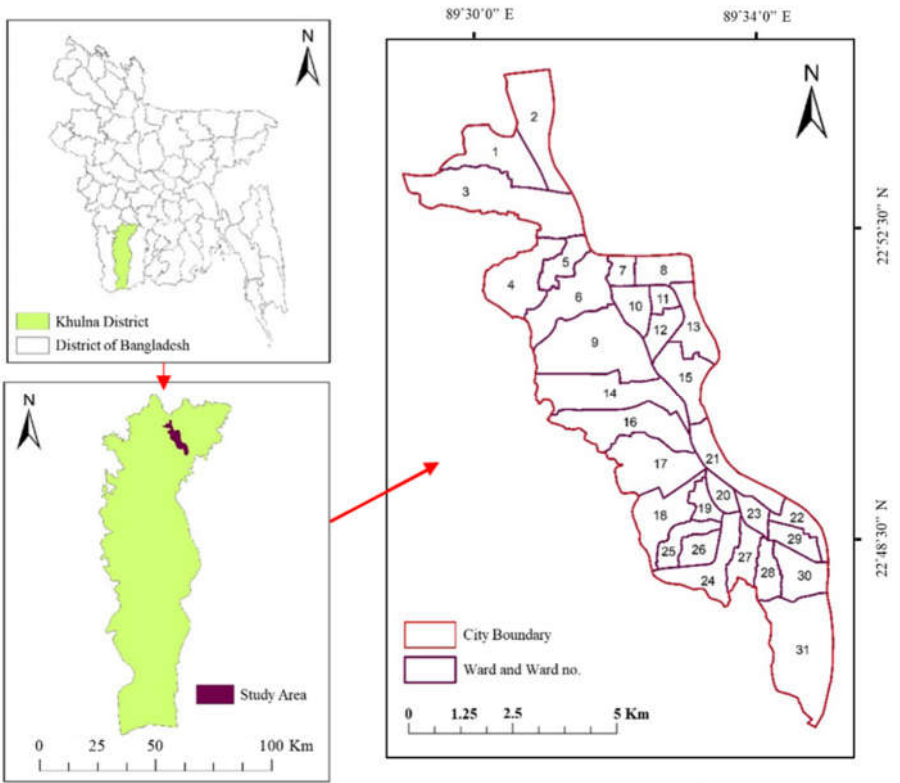 N
Khulna District
District of Bangladesh
N
Study Area
0 25 50 100 Km
89°30'0" E 89°34'0" E
N
22°52'30" N
22°48'30" N
2
1
3
5
4
7 8
6
10 11
12 13
9
15
14
16
21
17
20
19
18
23 22
29
25 26
27
28 30
24
31
City Boundary
Ward and Ward no.
0 1.25 2.5 5 Km